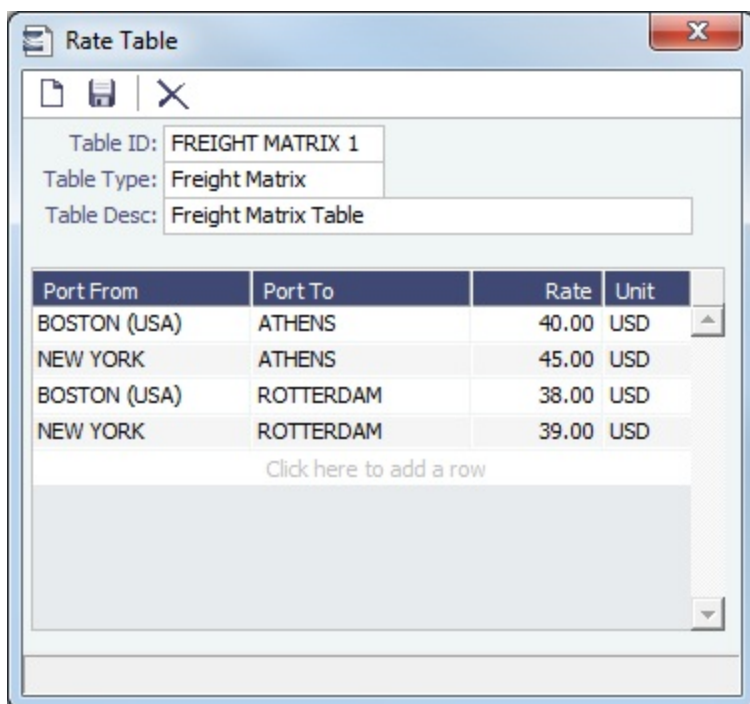 Rate Table
Table ID: FREIGHT MATRIX 1
Table Type: Freight Matrix
Table Desc: Freight Matrix Table
Port From Port To Rate Unit
BOSTON (USA) ATHENS 40.00 USD
NEW YORK ATHENS 45.00 USD
BOSTON (USA) ROTTERDAM 38.00 USD
NEW YORK ROTTERDAM 39.00 USD
Click here to add a row